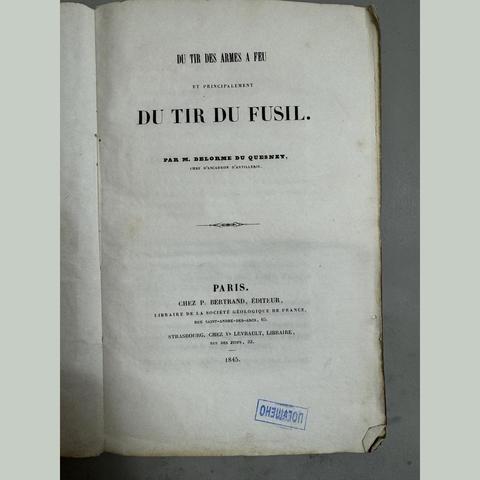 DU TIR DES ARMES A FEU
ET PRINCIPALEMENT
DU TIR DU FUSIL.
PAR M. DELORME DU QUESNEY,
CHEF D'ESCADRON D'ARTILLERIE.
PARIS.
CHEZ P. BERTRAND, ÉDITEUR,
LIBRAIRE DE LA SOCIÉTÉ GÉOLOGIQUE DE FRANCE,
RUE SAINT-ANDRÉ-DES-ARCS, 65.
STRASBOURG, CHEZ Ve LEVRAULT, LIBRAIRE,
RUE DES JUIFS, 33.
1845.
ПОГАШЕНО